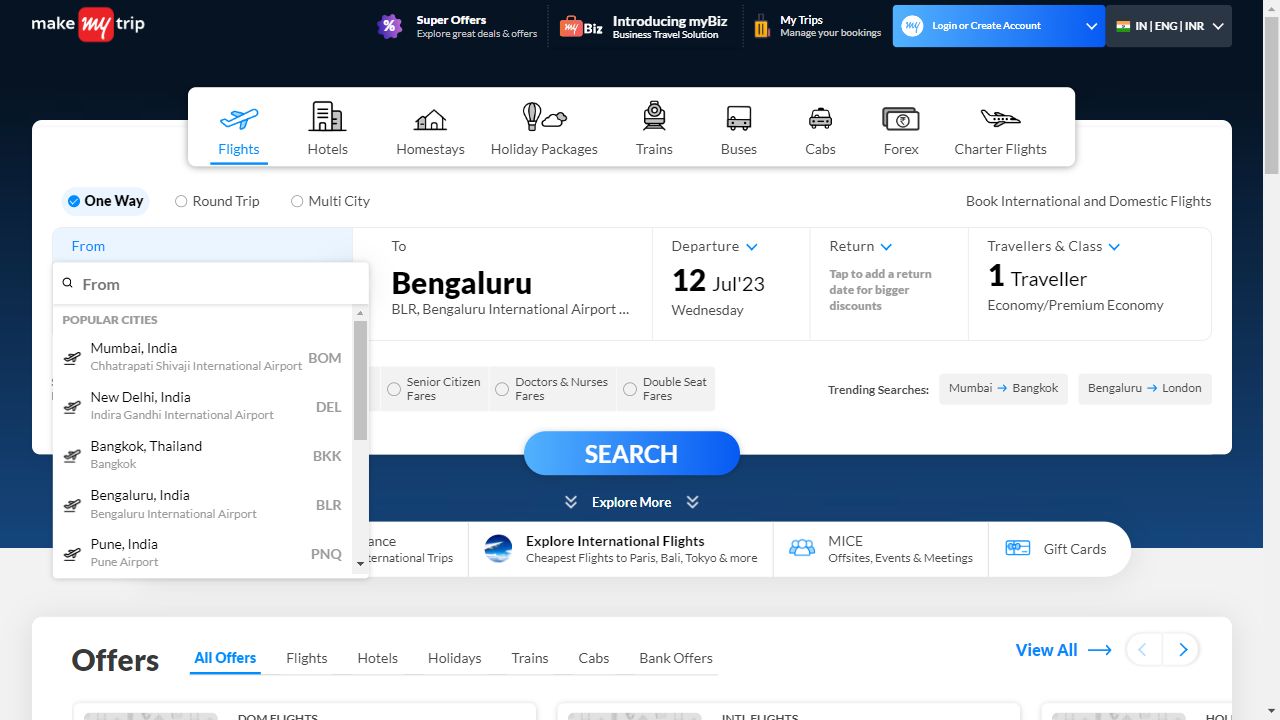 make my trip
Super Offers
Explore great deals & offers
myBiz
Introducing myBiz
Business Travel Solution
My Trips
Manage your bookings
my
Login or Create Account
IN | ENG | INR
Flights
Hotels
Homestays
Holiday Packages
Trains
Buses
Cabs
Forex
Charter Flights
One Way
Round Trip
Multi City
Book International and Domestic Flights
From
To
Bengaluru
BLR, Bengaluru International Airport ...
Departure
12 Jul'23
Wednesday
Return
Tap to add a return
date for bigger
discounts
Travellers & Class
1 Traveller
Economy/Premium Economy
From
POPULAR CITIES
Mumbai, India
Chhatrapati Shivaji International Airport
BOM
New Delhi, India
Indira Gandhi International Airport
DEL
Bangkok, Thailand
Bangkok
BKK
Bengaluru, India
Bengaluru International Airport
BLR
Pune, India
Pune Airport
PNQ
Senior Citizen
Fares
Doctors & Nurses
Fares
Double Seat
Fares
Trending Searches:
Mumbai → Bangkok
Bengaluru → London
SEARCH
Explore More
Explore International Flights
Cheapest Flights to Paris, Bali, Tokyo & more
MICE
Offsites, Events & Meetings
Gift Cards
Offers
All Offers
Flights
Hotels
Holidays
Trains
Cabs
Bank Offers
View All
DOM FLIGHTS
INTL FLIGHTS